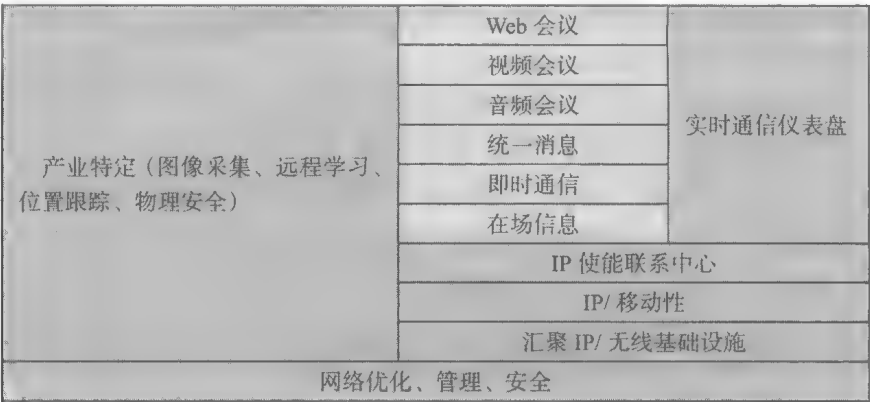 Web 会议
视频会议
音频会议
统一消息
即时通信
在场信息
实时通信仪表盘
产业特定（图像采集、远程学习、
位置跟踪、物理安全）
IP 使能联系中心
IP/ 移动性
汇聚 IP/ 无线基础设施
网络优化、管理、安全